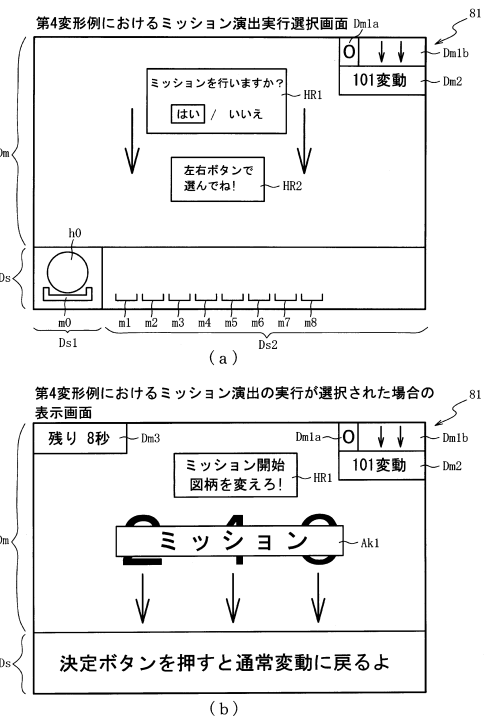 第4変形例におけるミッション演出実行選択画面
Dm1a
81
0
Dm1b
101変動
Dm2
ミッションを行いますか?
はい / いいえ
HR1
左右ボタンで
選んでね!
HR2
Dm
h0
Ds
m0
m1 m2 m3 m4 m5 m6 m7 m8
Ds1
Ds2
(a)
第4変形例におけるミッション演出の実行が選択された場合の
表示画面
81
残り 8秒
Dm3
Dm1a
0
Dm1b
101変動
Dm2
ミッション開始
図柄を変えろ!
HR1
ミッション
Ak1
Dm
Ds
決定ボタンを押すと通常変動に戻るよ
(b)